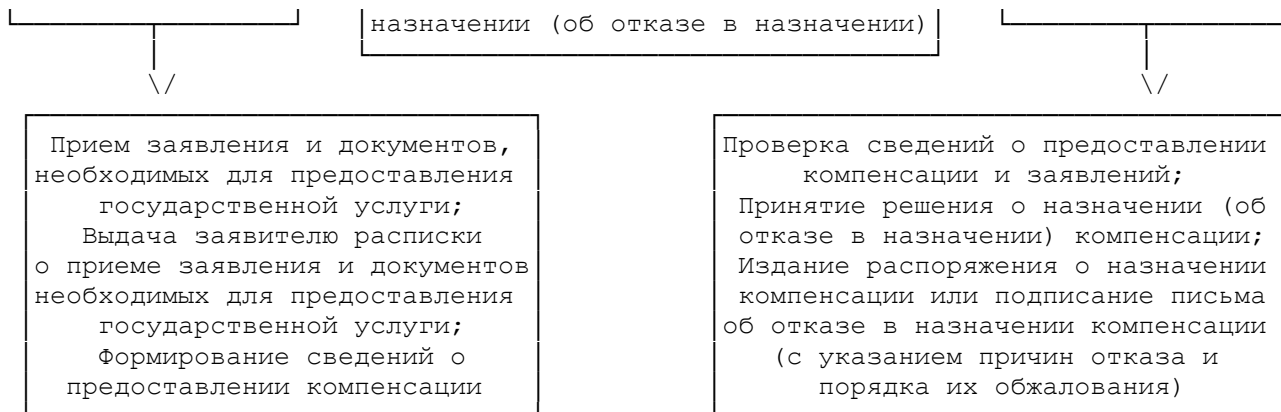 назначении (об отказе в назначении)
\/
\/
Прием заявления и документов,
необходимых для предоставления
государственной услуги;
Выдача заявителю расписки
о приеме заявления и документов
необходимых для предоставления
государственной услуги;
Формирование сведений о
предоставлении компенсации
Проверка сведений о предоставлении
компенсации и заявлений;
Принятие решения о назначении (об
отказе в назначении) компенсации;
Издание распоряжения о назначении
компенсации или подписание письма
об отказе в назначении компенсации
(с указанием причин отказа и
порядка их обжалования)